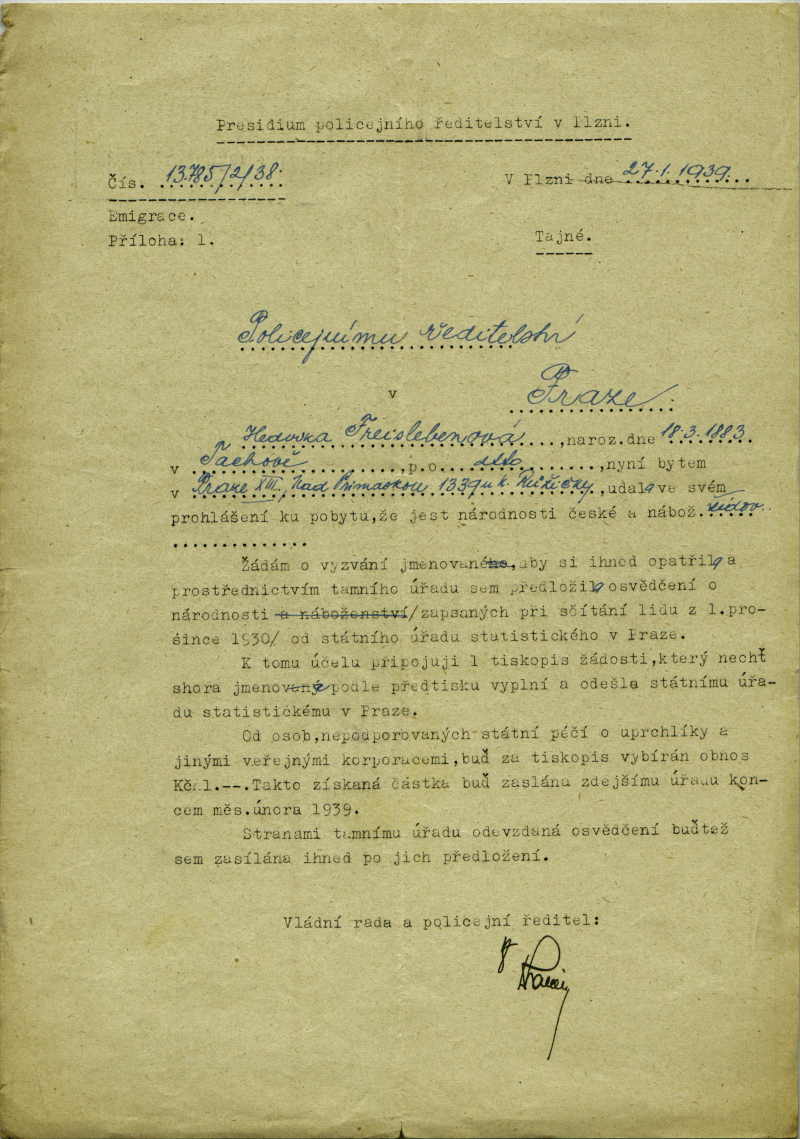 Presidium policejního ředitelství v Plzni.
Čís. 13.785/2/38.
V Plzni dne 27.1.1939.
Emigrace.
Příloha: 1.
Tajné.
Policejnímu ředitelství
v
Praze.
p Hedvika Freislebenová...,naroz.dne 18.3.1883.
v Tachově ,p.o. dtto ,nyní bytem
v Praze XIII., Nad Primaskou 1339 u k. ,udala ve svém
prohlášení ku pobytu,že jest národnosti české a nábož. židov.
Žádám o vyzvání jmenované,aby si ihned opatřila a
prostřednictvím tamního úřadu sem předložila osvědčení o
národnosti a náboženství/zapsaných při sčítání lidu z 1.pro-
since 1930/ od státního úřadu statistického v Praze.
K tomu účelu připojuji 1 tiskopis žádosti,který nechť
shora jmenovaný podle předtisku vyplní a odešle státnímu úřa-
du statistickému v Praze.
Od osob,nepodporovaných státní péčí o uprchlíky a
jinými veřejnými korporacemi,buď za tiskopis vybírán obnos
Kč.1.--.Takto získaná částka buď zaslána zdejšímu úřadu kon-
cem měs.února 1939.
Stranami tamnímu úřadu odevzdaná osvědčení buďtež
sem zasílána ihned po jich předložení.
Vládní rada a policejní ředitel: